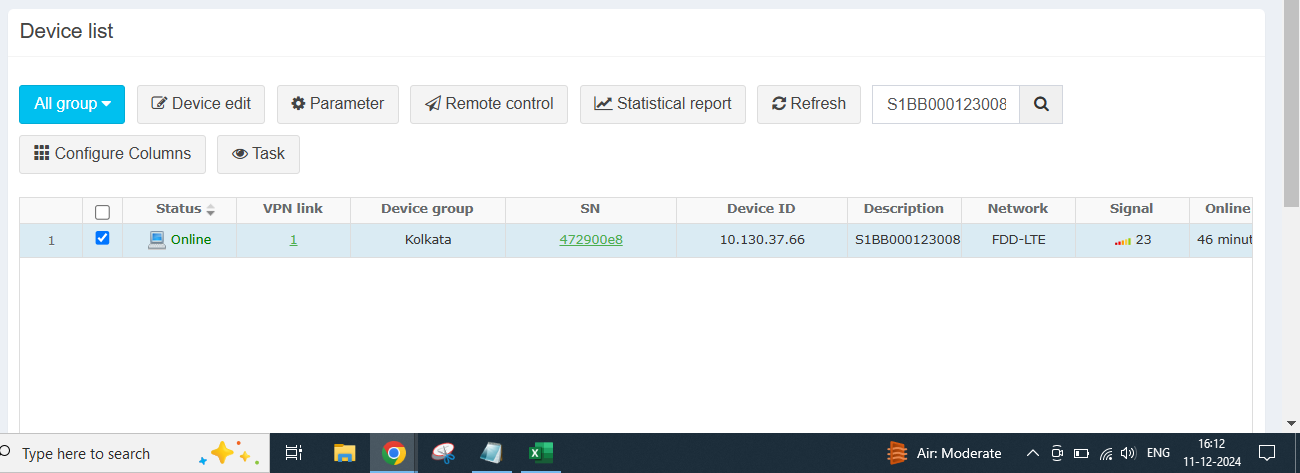 Device list
All group Device edit Parameter Remote control Statistical report Refresh S1BB000123008
Configure Columns Task
Status VPN link Device group SN Device ID Description Network Signal Online
1 Online 1 Kolkata 472900e8 10.130.37.66 S1BB000123008 FDD-LTE 23 46 minut
Type here to search Air: Moderate ENG 16:12
11-12-2024